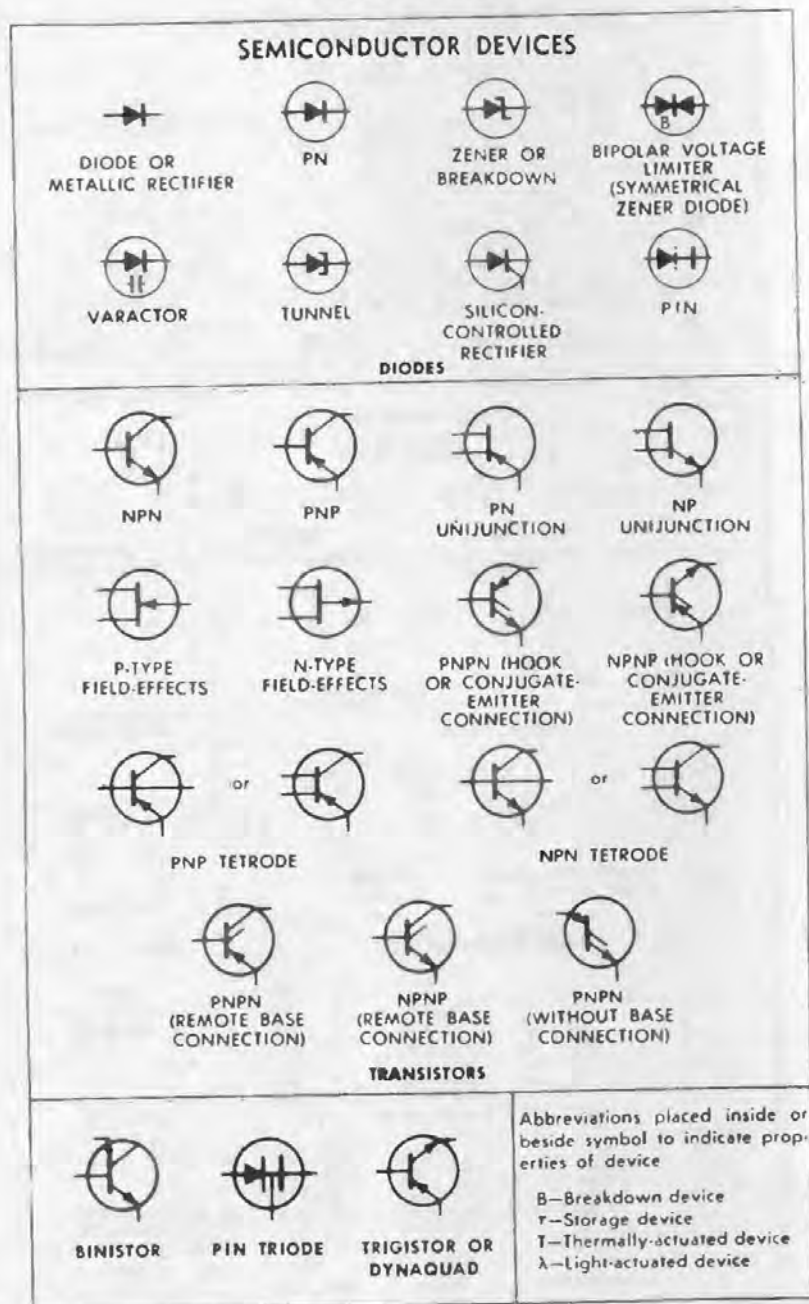 SEMICONDUCTOR DEVICES
DIODE OR
METALLIC RECTIFIER
PN
ZENER OR
BREAKDOWN
B
BIPOLAR VOLTAGE
LIMITER
(SYMMETRICAL
ZENER DIODE)
VARACTOR
TUNNEL
SILICON-
CONTROLLED
RECTIFIER
PIN
DIODES
NPN
PNP
PN
UNIJUNCTION
NP
UNIJUNCTION
P-TYPE
FIELD-EFFECTS
N-TYPE
FIELD-EFFECTS
PNPN (HOOK
OR CONJUGATE-
EMITTER
CONNECTION)
NPNP (HOOK OR
CONJUGATE-
EMITTER
CONNECTION)
or
PNP TETRODE
or
NPN TETRODE
PNPN
(REMOTE BASE
CONNECTION)
NPNP
(REMOTE BASE
CONNECTION)
PNPN
(WITHOUT BASE
CONNECTION)
TRANSISTORS
BINISTOR
PIN TRIODE
TRIGISTOR OR
DYNAQUAD
Abbreviations placed inside or
beside symbol to indicate prop-
erties of device
B—Breakdown device
τ—Storage device
T—Thermally-actuated device
λ—Light-actuated device